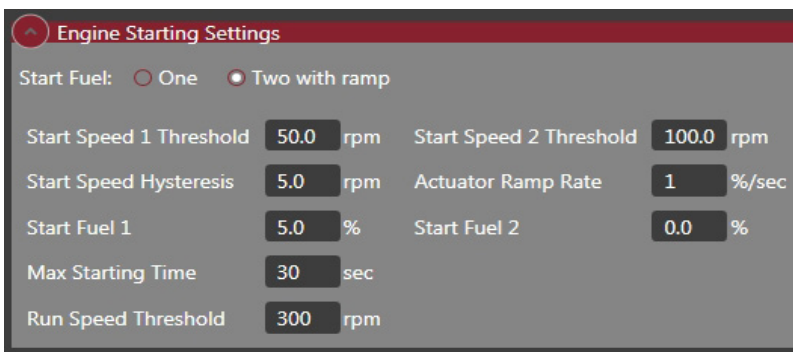 Engine Starting Settings
Start Fuel: One Two with ramp
Start Speed 1 Threshold 50.0 rpm Start Speed 2 Threshold 100.0 rpm
Start Speed Hysteresis 5.0 rpm Actuator Ramp Rate 1 %/sec
Start Fuel 1 5.0 % Start Fuel 2 0.0 %
Max Starting Time 30 sec
Run Speed Threshold 300 rpm